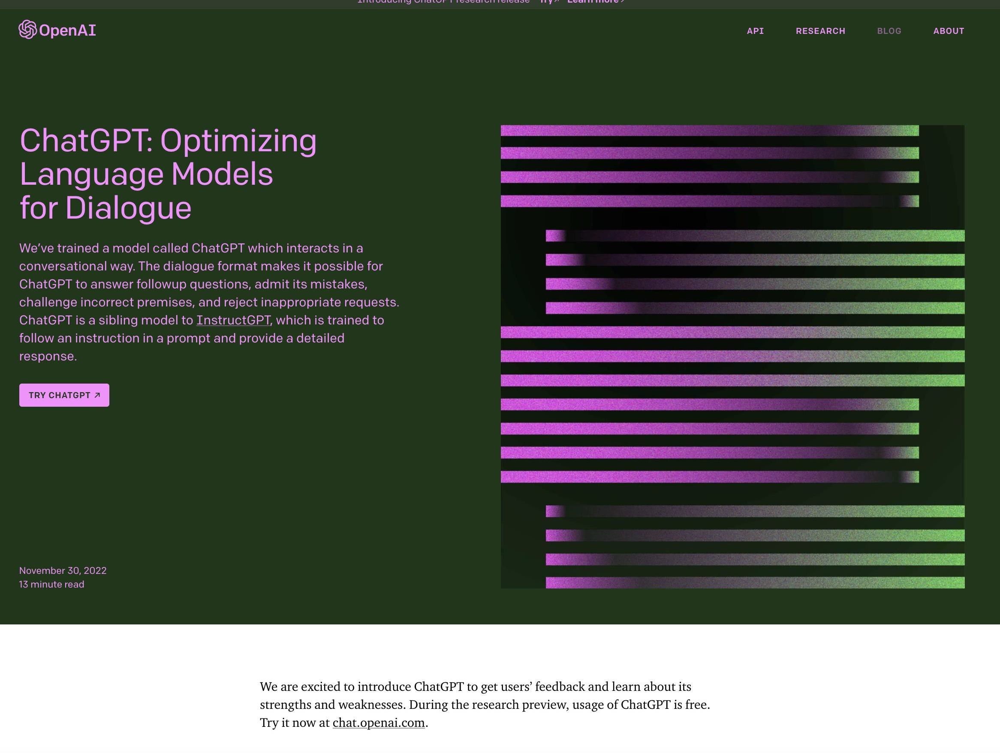 Introducing ChatGPT research release Try↗ Learn more›
OpenAI
API RESEARCH BLOG ABOUT
ChatGPT: Optimizing
Language Models
for Dialogue
We’ve trained a model called ChatGPT which interacts in a
conversational way. The dialogue format makes it possible for
ChatGPT to answer followup questions, admit its mistakes,
challenge incorrect premises, and reject inappropriate requests.
ChatGPT is a sibling model to InstructGPT, which is trained to
follow an instruction in a prompt and provide a detailed
response.
TRY CHATGPT ↗
November 30, 2022
13 minute read
We are excited to introduce ChatGPT to get users’ feedback and learn about its
strengths and weaknesses. During the research preview, usage of ChatGPT is free.
Try it now at chat.openai.com.